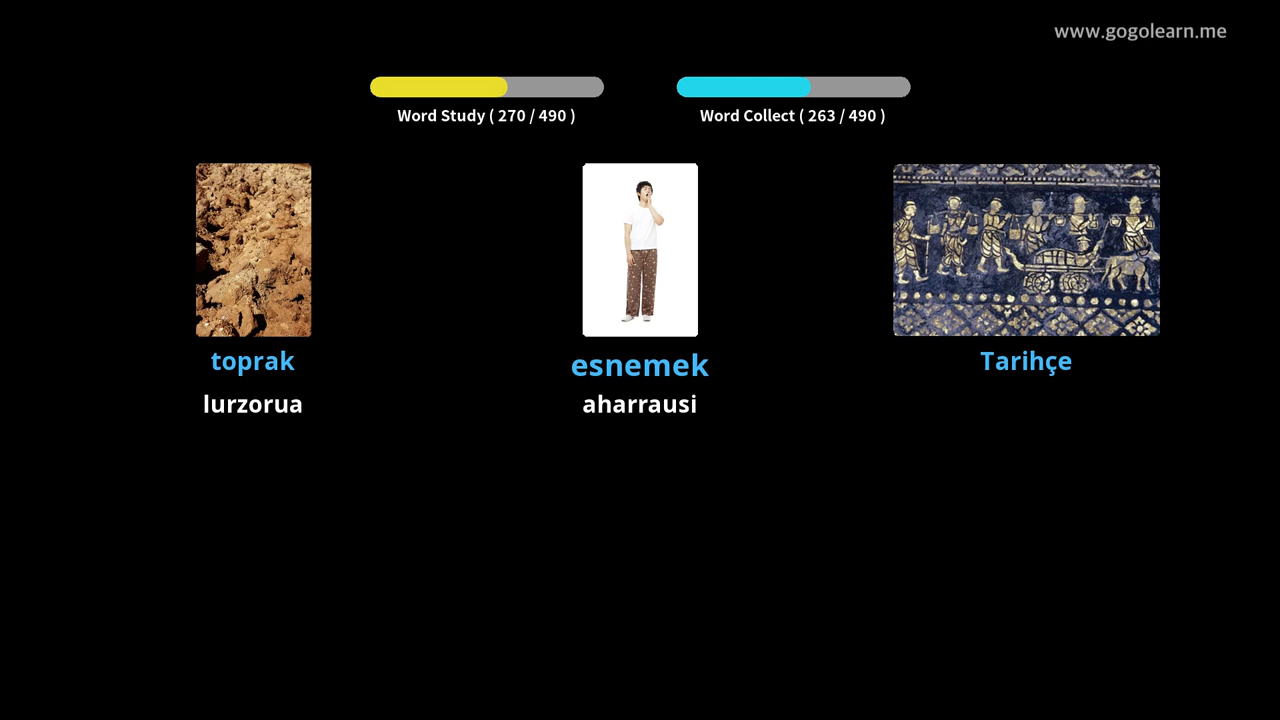 www.gogolearn.me
Word Study ( 270 / 490 )
Word Collect ( 263 / 490 )
toprak
esnemek
Tarihçe
lurzorua
aharrausi